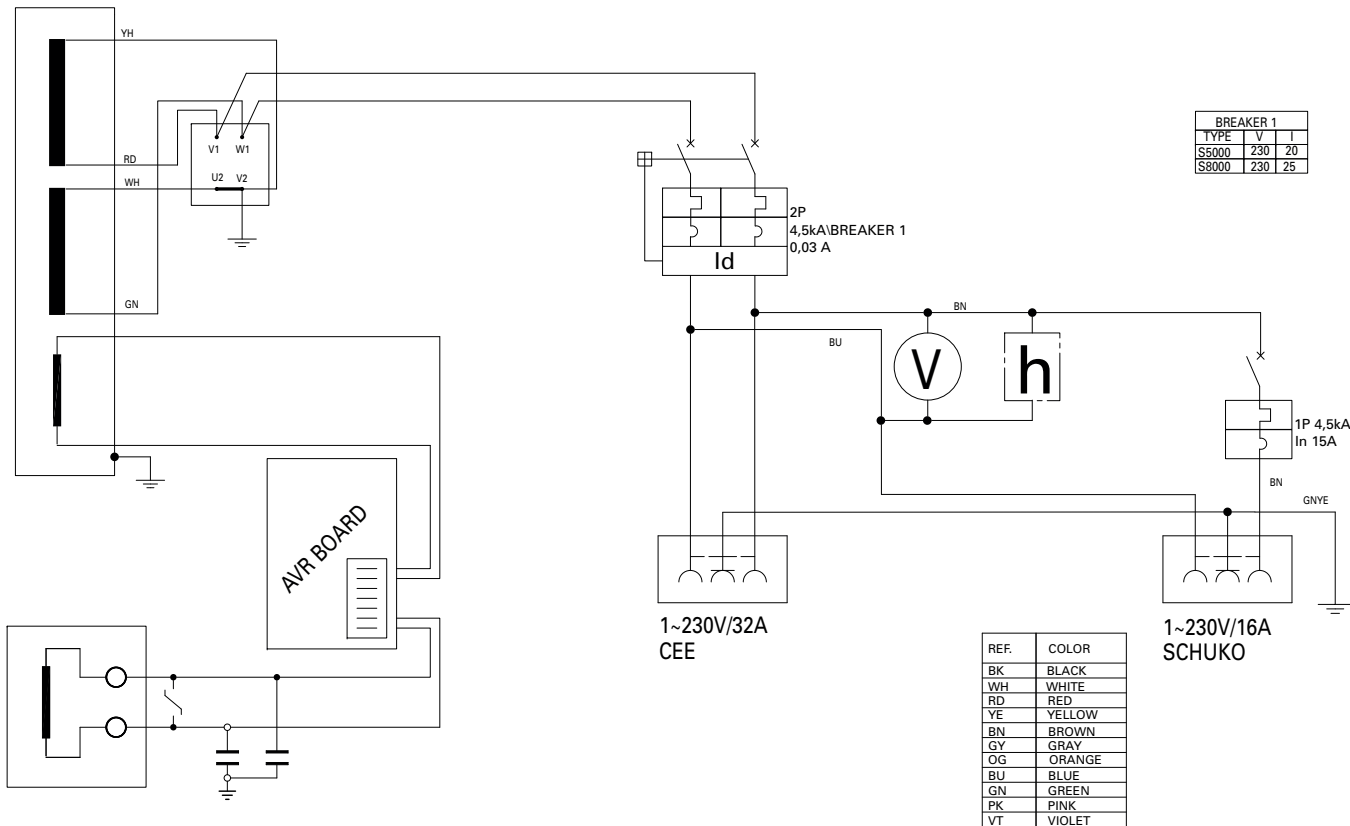 YH
V1 W1
RD
U2 V2
WH
GN
BREAKER 1
TYPE V I
S5000 230 20
S8000 230 25
2P
4,5kA\BREAKER 1
0,03 A
Id
BN
BU
V
h
1P 4,5kA
In 15A
BN
GNYE
AVR BOARD
1~230V/32A
CEE
1~230V/16A
SCHUKO
REF. COLOR
BK BLACK
WH WHITE
RD RED
YE YELLOW
BN BROWN
GY GRAY
OG ORANGE
BU BLUE
GN GREEN
PK PINK
VT VIOLET